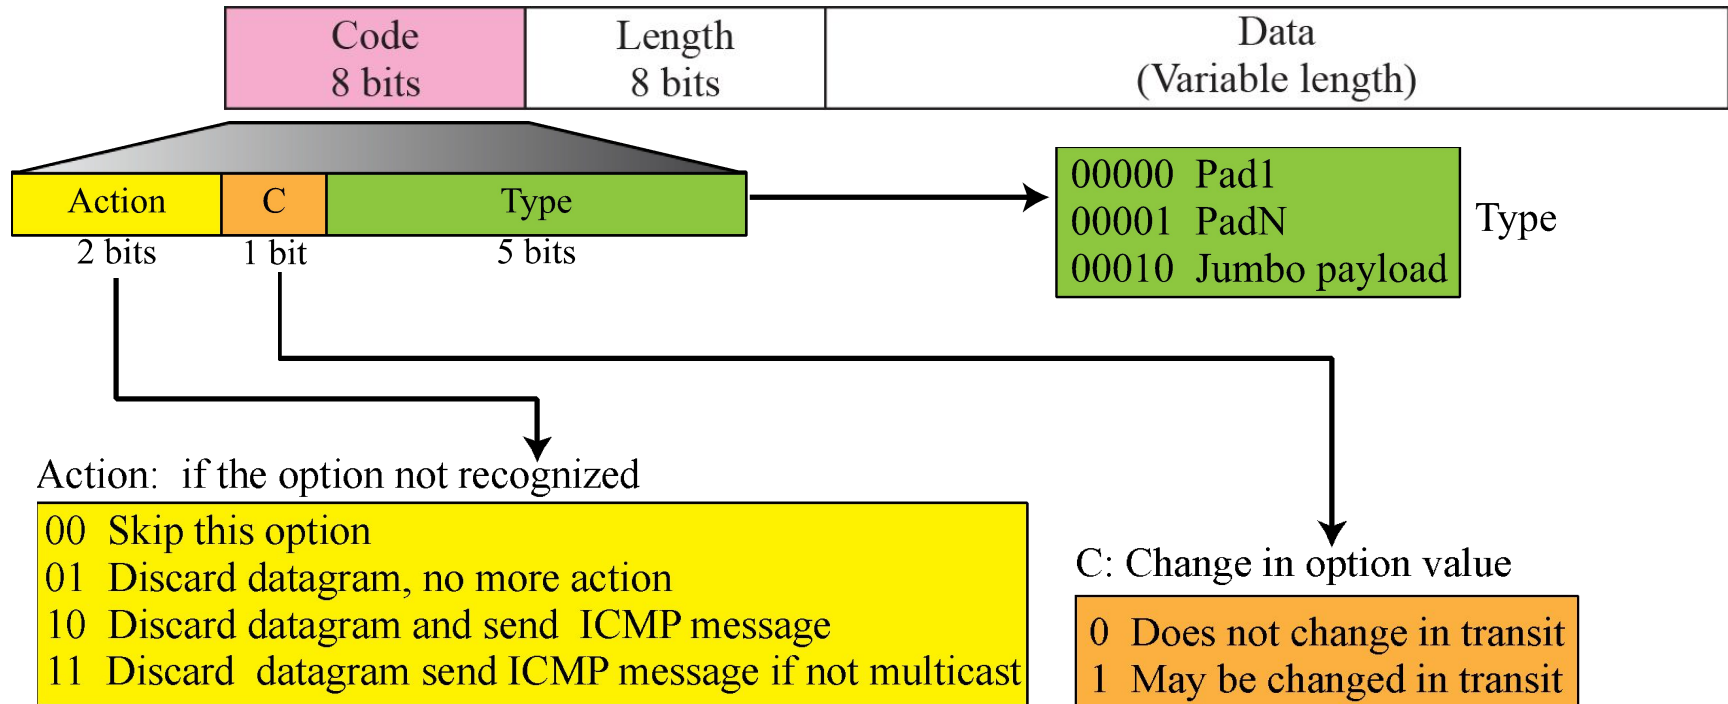 Code
8 bits
Length
8 bits
Data
(Variable length)
Action
C
Type
2 bits
1 bit
5 bits
00000 Pad1
00001 PadN
00010 Jumbo payload
Type
Action: if the option not recognized
00 Skip this option
01 Discard datagram, no more action
10 Discard datagram and send ICMP message
11 Discard datagram send ICMP message if not multicast
C: Change in option value
0 Does not change in transit
1 May be changed in transit